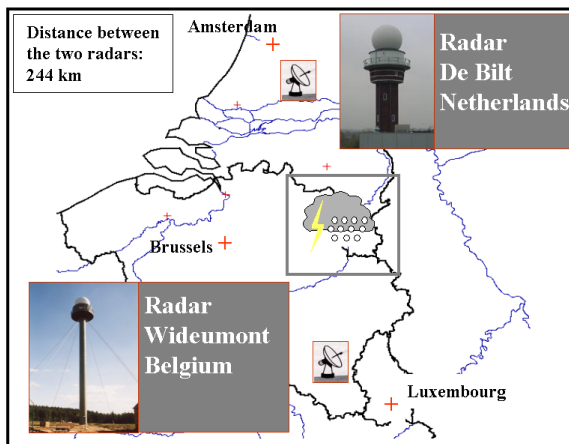 Distance between
the two radars:
244 km
Amsterdam
Radar
De Bilt
Netherlands
Brussels
Radar
Wideumont
Belgium
Luxembourg